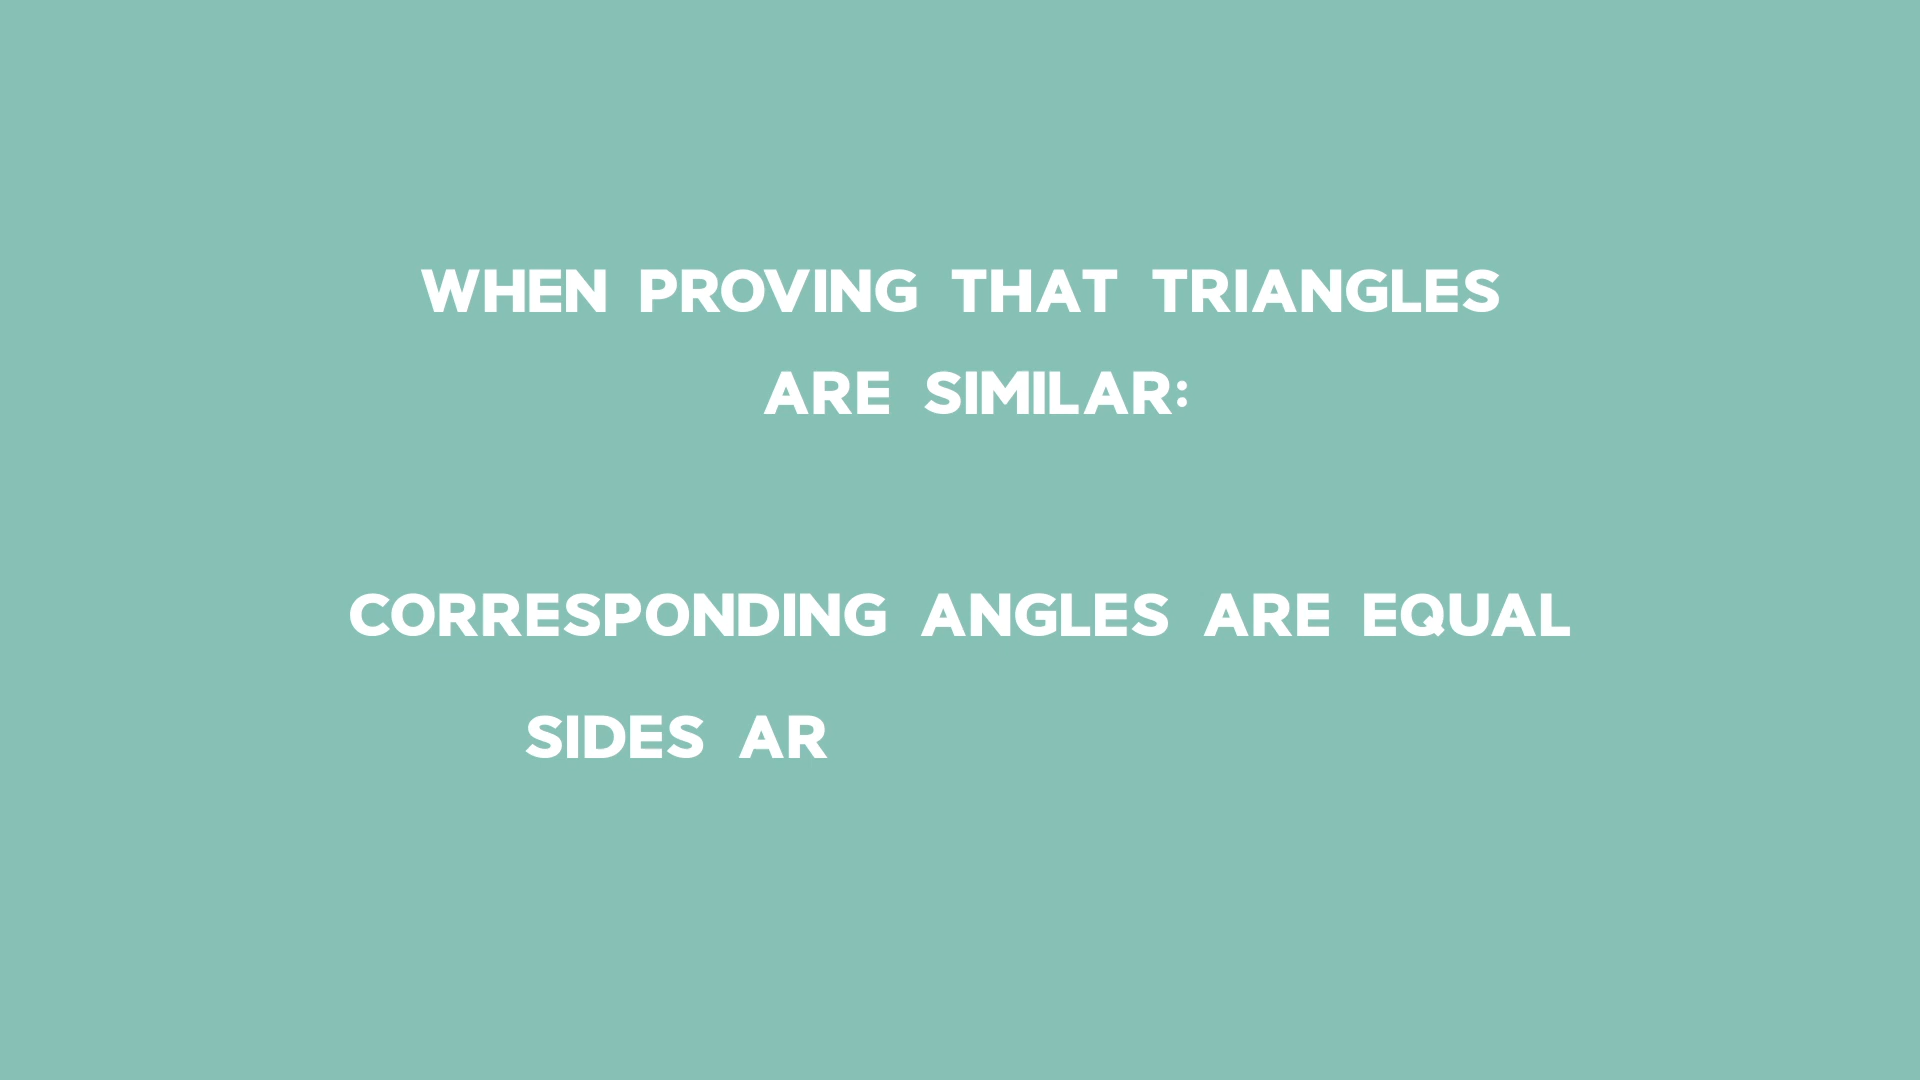 WHEN PROVING THAT TRIANGLES
ARE SIMILAR:
CORRESPONDING ANGLES ARE EQUAL
SIDES AR